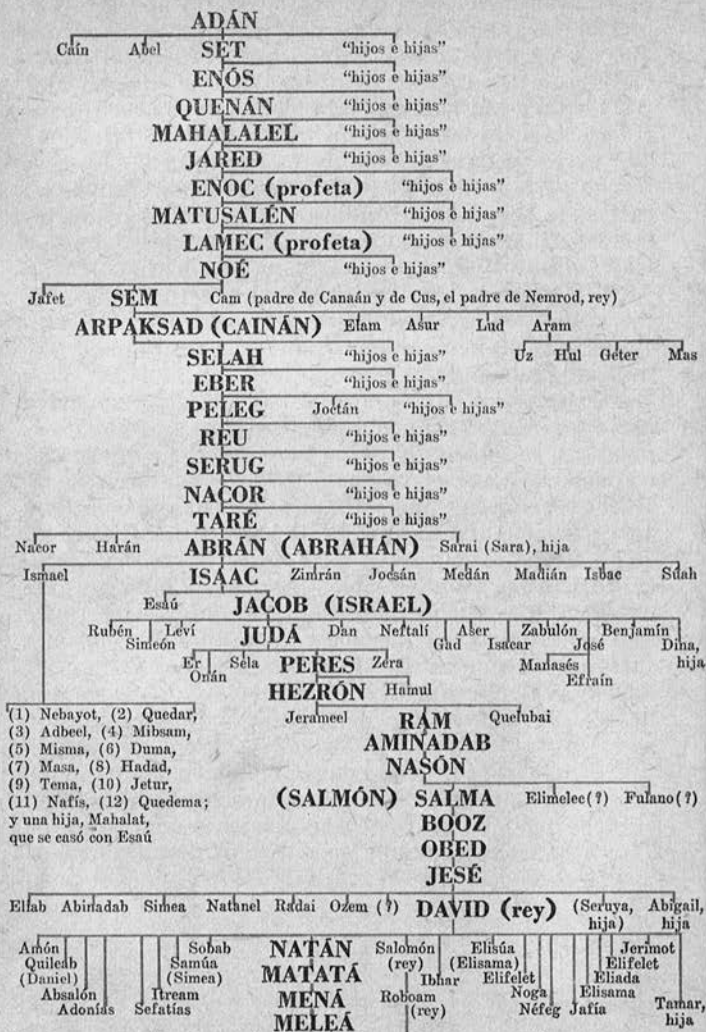 ADÁN
Caín Abel SET "hijos e hijas"
ENÓS "hijos e hijas"
QUENÁN "hijos e hijas"
MAHALALEL "hijos e hijas"
JARED "hijos e hijas"
ENOC (profeta) "hijos e hijas"
MATUSALÉN "hijos e hijas"
LAMEC (profeta) "hijos e hijas"
NOÉ "hijos e hijas"
Jafet SEM Cam (padre de Canaán y de Cus, el padre de Nemrod, rey)
ARPAKSAD (CAINÁN) Elam Asur Lud Aram
SELAH "hijos e hijas" Uz Hul Géter Mas
EBER "hijos e hijas"
PELEG Joctán "hijos e hijas"
REU "hijos e hijas"
SERUG "hijos e hijas"
NACOR "hijos e hijas"
TARÉ "hijos e hijas"
Nacor Harán ABRÁN (ABRAHÁN) Sarai (Sara), hija
Ismael ISAAC Zimrán Jocsán Medán Madián Isbac Súah
Esaú JACOB (ISRAEL)
Rubén Leví JUDÁ Dan Neftalí Aser Zabulón Benjamín
Simeón Gad Isacar José Dina,
hija
Er Sela PERES Zera Manasés
Onán Efraín
HEZRÓN Hamul
(1) Nebayot, (2) Quedar, Jerameel RAM Quelubai
(3) Adbeel, (4) Mibsam, AMINADAB
(5) Misma, (6) Duma,
(7) Masa, (8) Hadad, NASÓN
(9) Tema, (10) Jetur,
(11) Nafís, (12) Quedema; (SALMÓN) SALMA Elimelec(?) Fulano(?)
y una hija, Mahalat, BOOZ
que se casó con Esaú
OBED
JESÉ
Eliab Abinadab Simea Natanel Radai Ozem (?) DAVID (rey) (Seruya, Abigail,
hija) hija
Amón Sobab NATÁN Salomón Elisúa Jerimot
Quileab Samúa (rey) (Elisama) Elifelet
(Daniel) (Simea) MATATÁ Ibhar Elifelet Eliada
Absalón Itream MENÁ Roboam Noga Elisama
Adonías Sefatías (rey) Néfeg Jafía Tamar,
MELEÁ hija